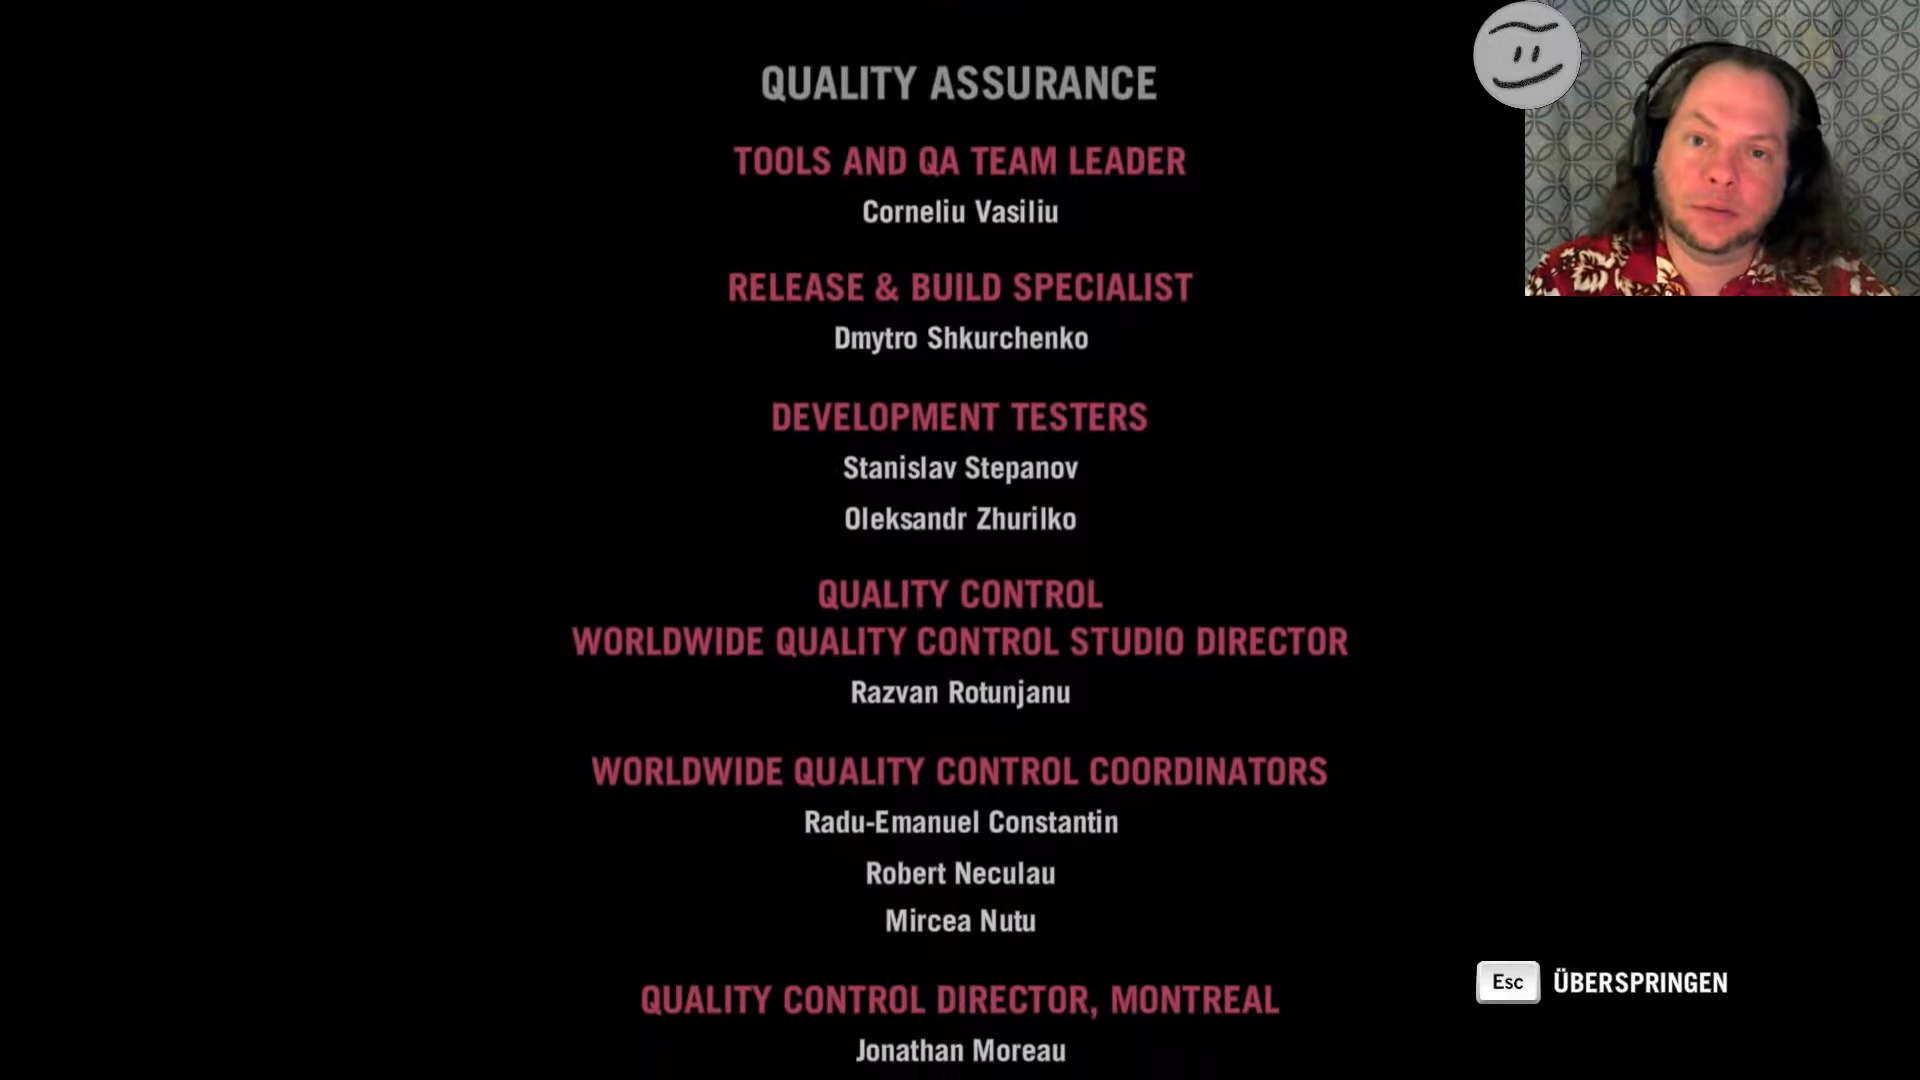 QUALITY ASSURANCE
TOOLS AND QA TEAM LEADER
Corneliu Vasiliu
RELEASE & BUILD SPECIALIST
Dmytro Shkurchenko
DEVELOPMENT TESTERS
Stanislav Stepanov
Oleksandr Zhurilko
QUALITY CONTROL
WORLDWIDE QUALITY CONTROL STUDIO DIRECTOR
Razvan Rotunjanu
WORLDWIDE QUALITY CONTROL COORDINATORS
Radu-Emanuel Constantin
Robert Neculau
Mircea Nutu
QUALITY CONTROL DIRECTOR, MONTREAL
Jonathan Moreau
Esc ÜBERSPRINGEN